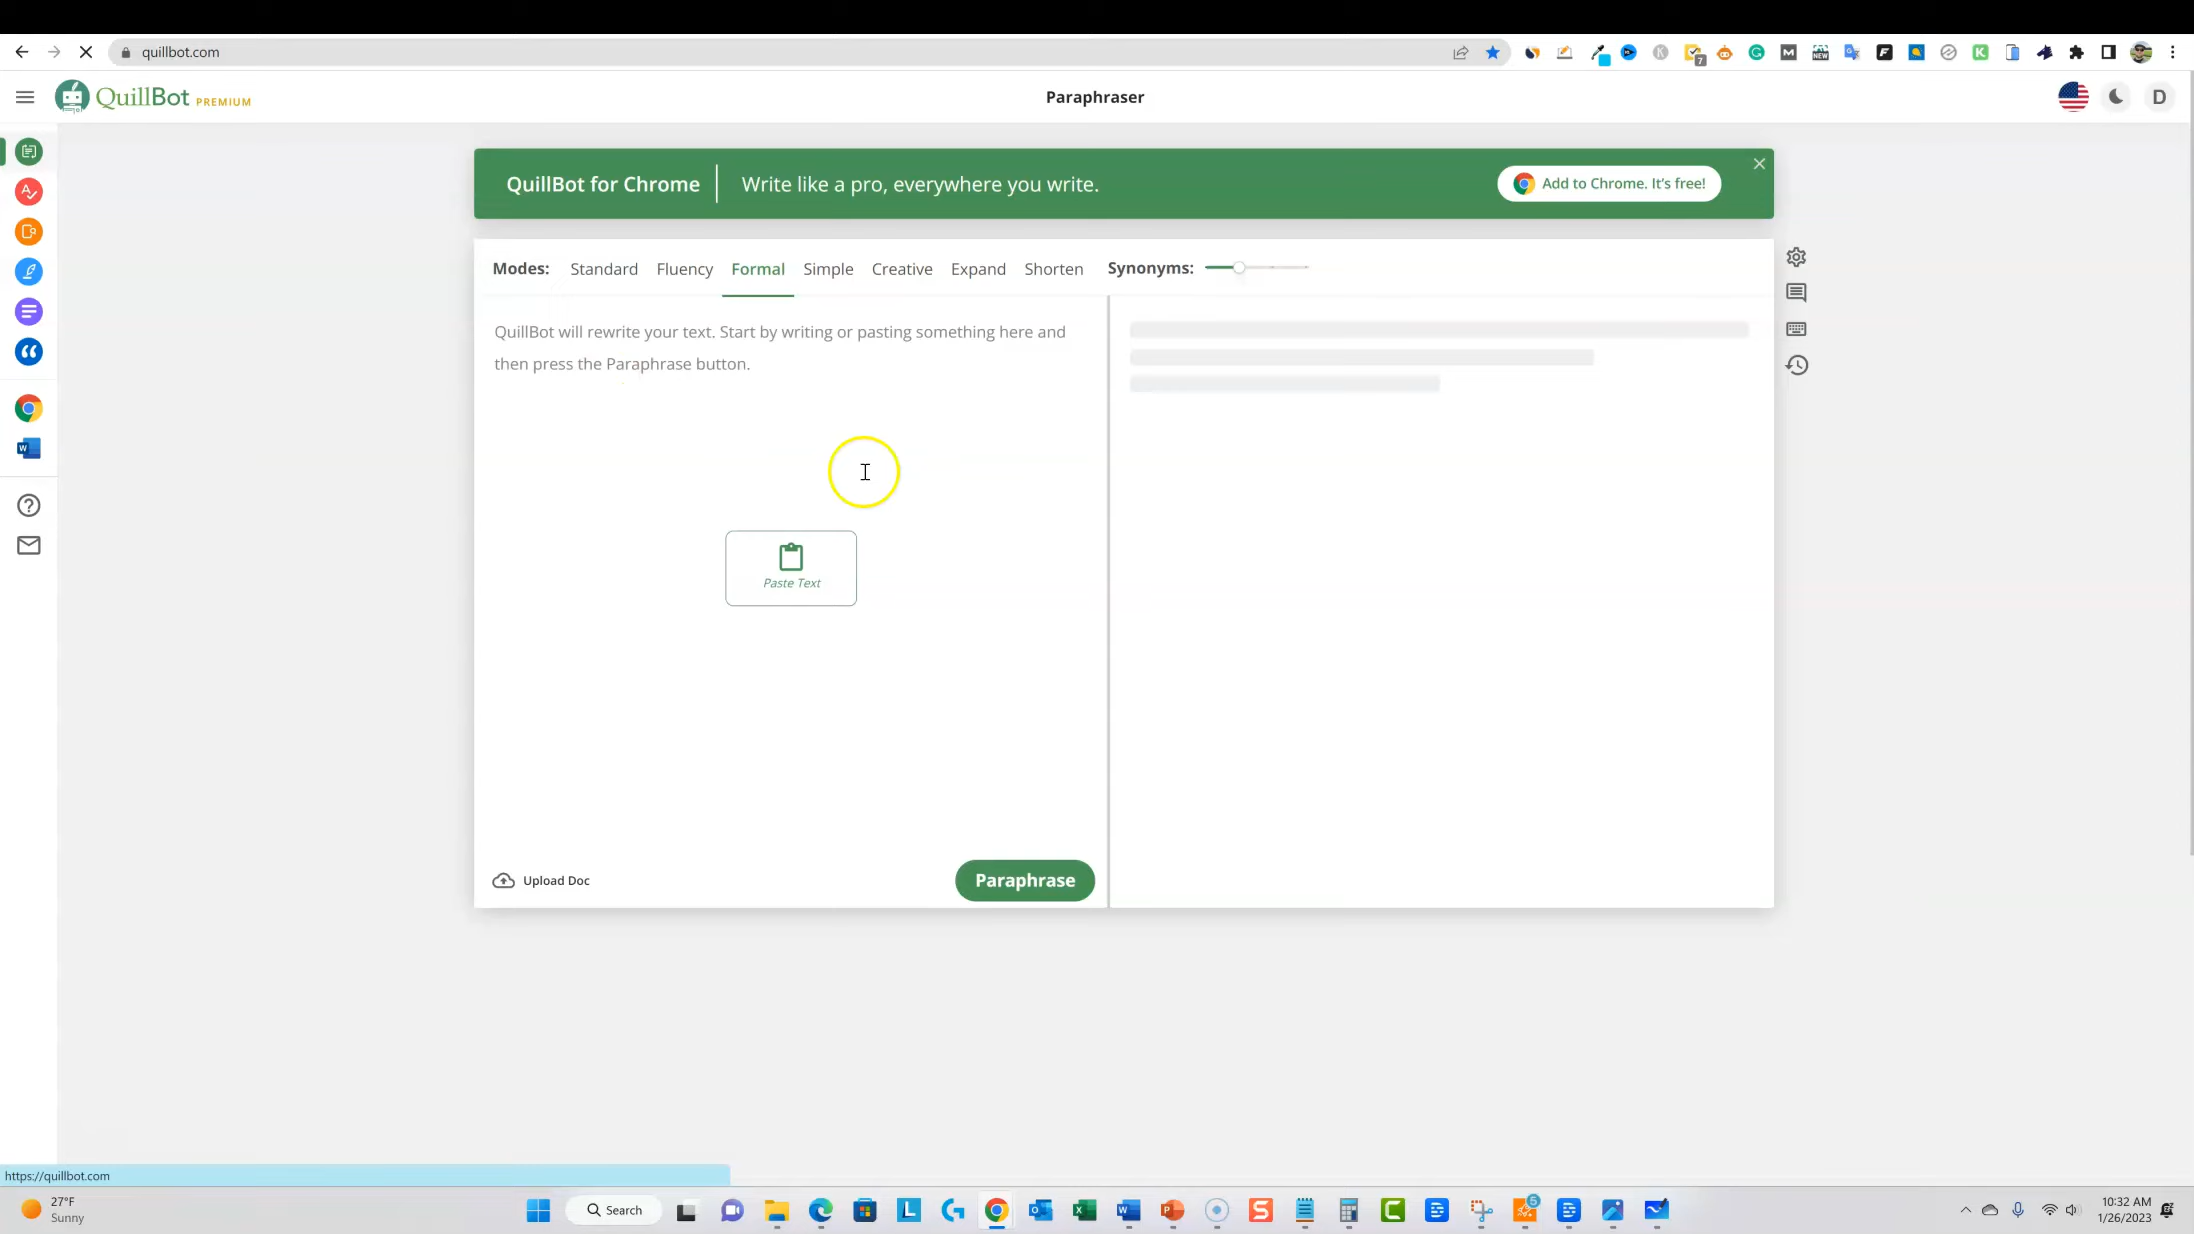 quillbot.com
7
NEW
QuillBot PREMIUM
Paraphraser
D
QuillBot for Chrome
Write like a pro, everywhere you write.
Add to Chrome. It's free!
Modes:
Standard
Fluency
Formal
Simple
Creative
Expand
Shorten
Synonyms:
QuillBot will rewrite your text. Start by writing or pasting something here and
then press the Paraphrase button.
Paste Text
Upload Doc
Paraphrase
https://quillbot.com
27°F
Sunny
Search
5
10:32 AM
1/26/2023